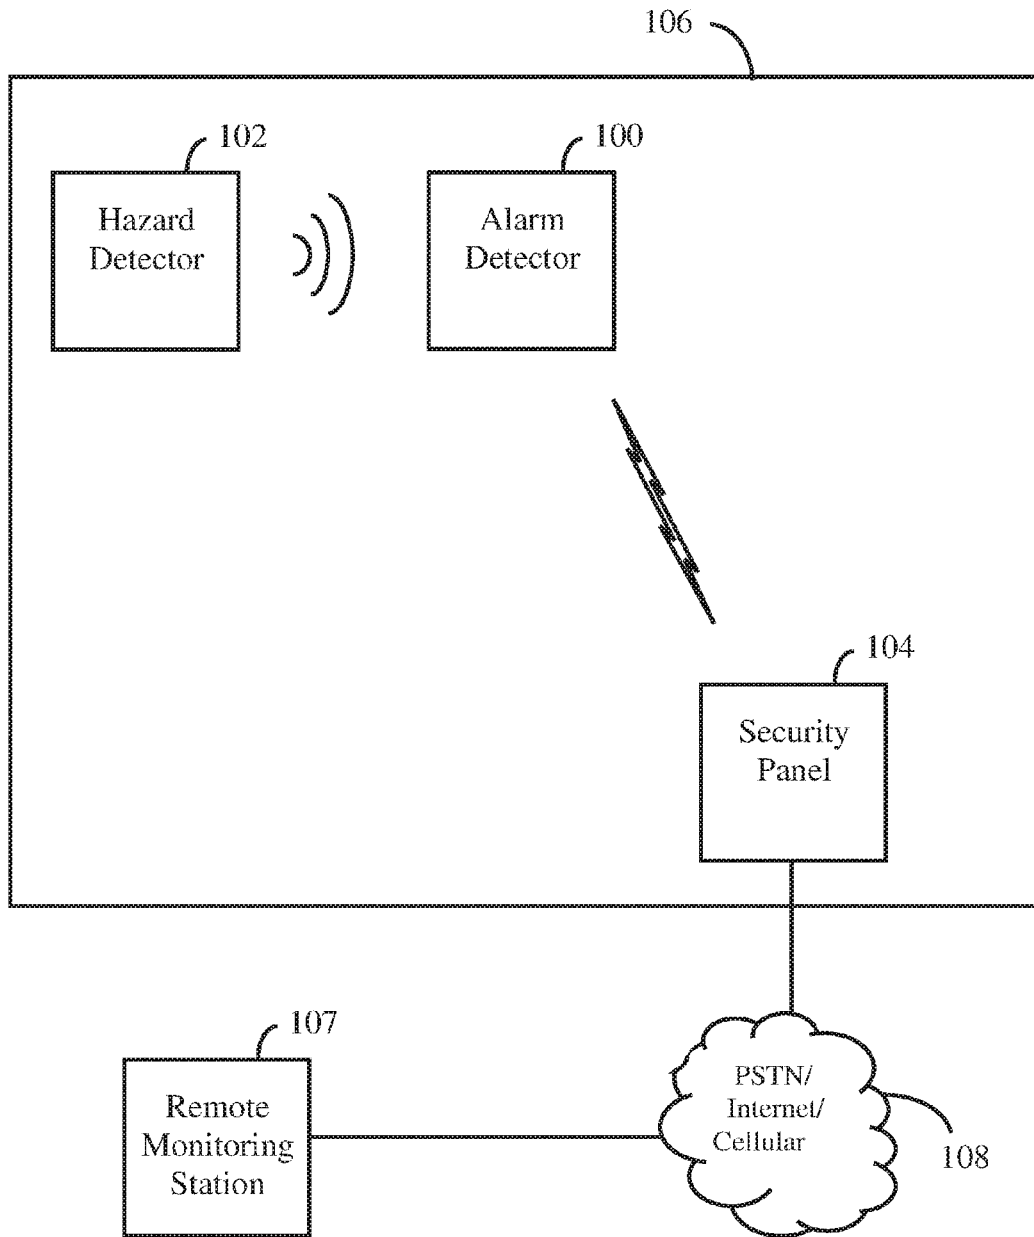 106
102
100
Hazard
Detector
Alarm
Detector
104
Security
Panel
107
Remote
Monitoring
Station
PSTN/
Internet/
Cellular
108